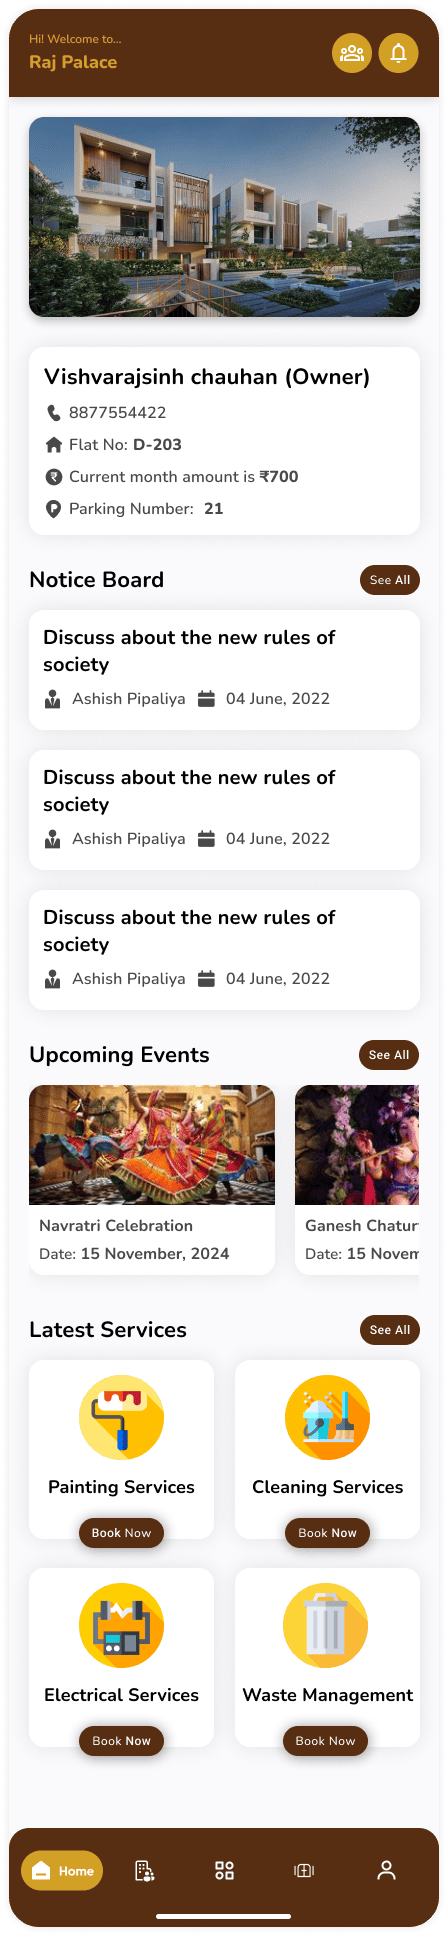 Hi! Welcome to...
Raj Palace
Vishvarajsinh chauhan (Owner)
8877554422
Flat No: D-203
Current month amount is ₹700
Parking Number: 21
Notice Board
See All
Discuss about the new rules of
society
Ashish Pipaliya 04 June, 2022
Discuss about the new rules of
society
Ashish Pipaliya 04 June, 2022
Discuss about the new rules of
society
Ashish Pipaliya 04 June, 2022
Upcoming Events
See All
Navratri Celebration
Date: 15 November, 2024
Ganesh Chatur
Date: 15 Novem
Latest Services
See All
Painting Services
Book Now
Cleaning Services
Book Now
Electrical Services
Book Now
Waste Management
Book Now
Home